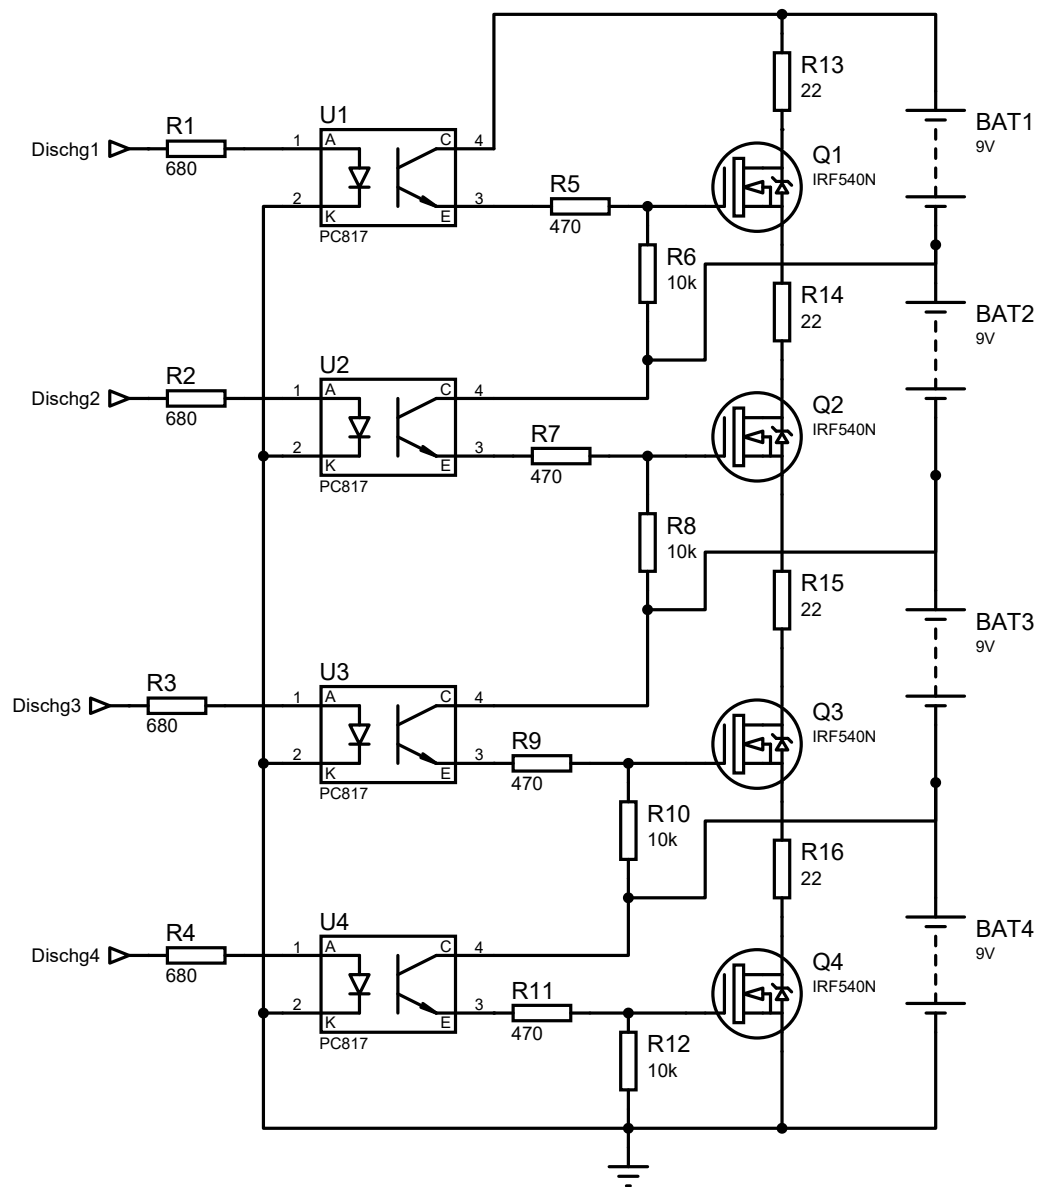 R13
22
BAT1
9V
U1
R1
Dischg1
680
1
A
C
4
2
K
E
3
PC817
R5
470
Q1
IRF540N
R6
10k
R14
22
BAT2
9V
U2
R2
Dischg2
680
1
A
C
4
2
K
E
3
PC817
R7
470
Q2
IRF540N
R8
10k
R15
22
BAT3
9V
U3
R3
Dischg3
680
1
A
C
4
2
K
E
3
PC817
R9
470
Q3
IRF540N
R10
10k
R16
22
BAT4
9V
U4
R4
Dischg4
680
1
A
C
4
2
K
E
3
PC817
R11
470
Q4
IRF540N
R12
10k